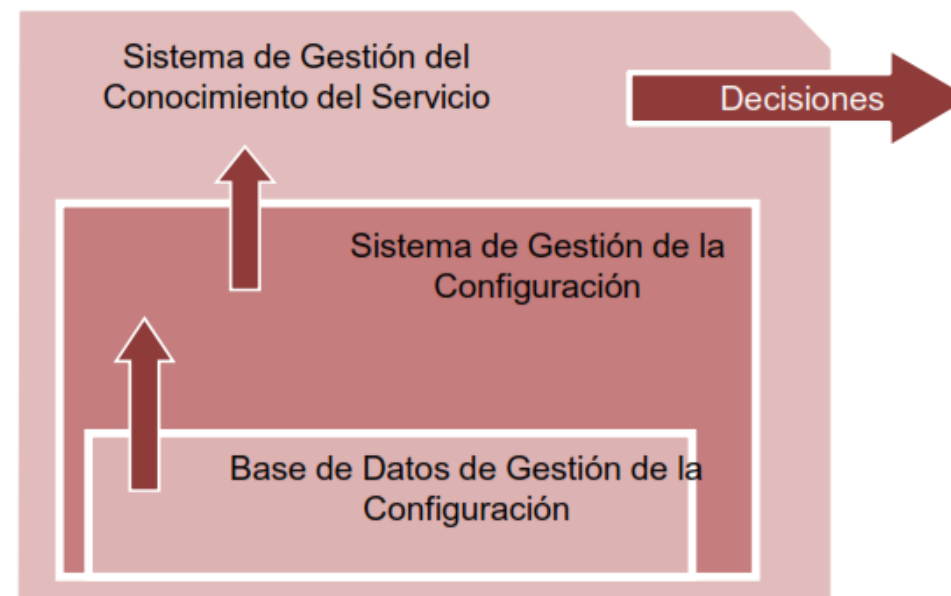 Sistema de Gestión del
Conocimiento del Servicio
Decisiones
Sistema de Gestión de la
Configuración
Base de Datos de Gestión de la
Configuración